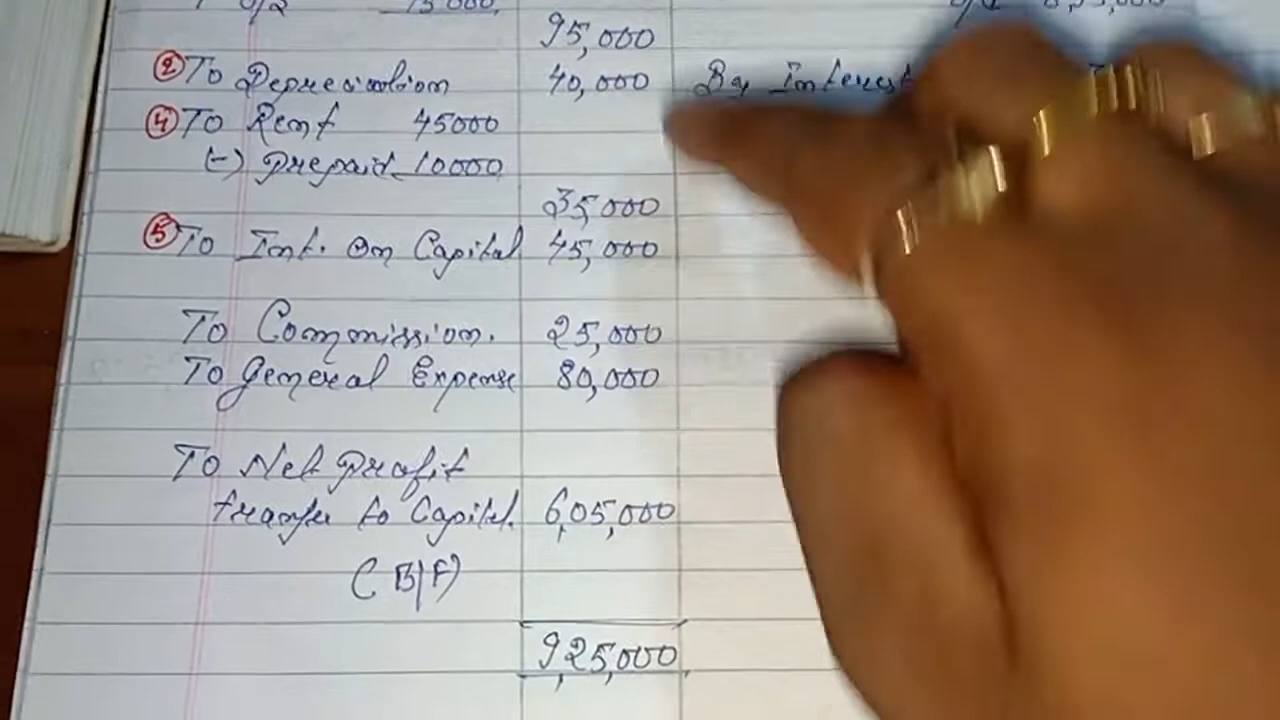 15000
95,000
② To Depreciation 40,000 By Interest
④ To Rent 45000
(-) Prepaid 10000
35,000
⑤ To Int. On Capital 45,000
To Commission. 25,000
To General Expense 80,000
To Net Profit
transfer to Capital. 6,05,000
(B/F)
9,25,000